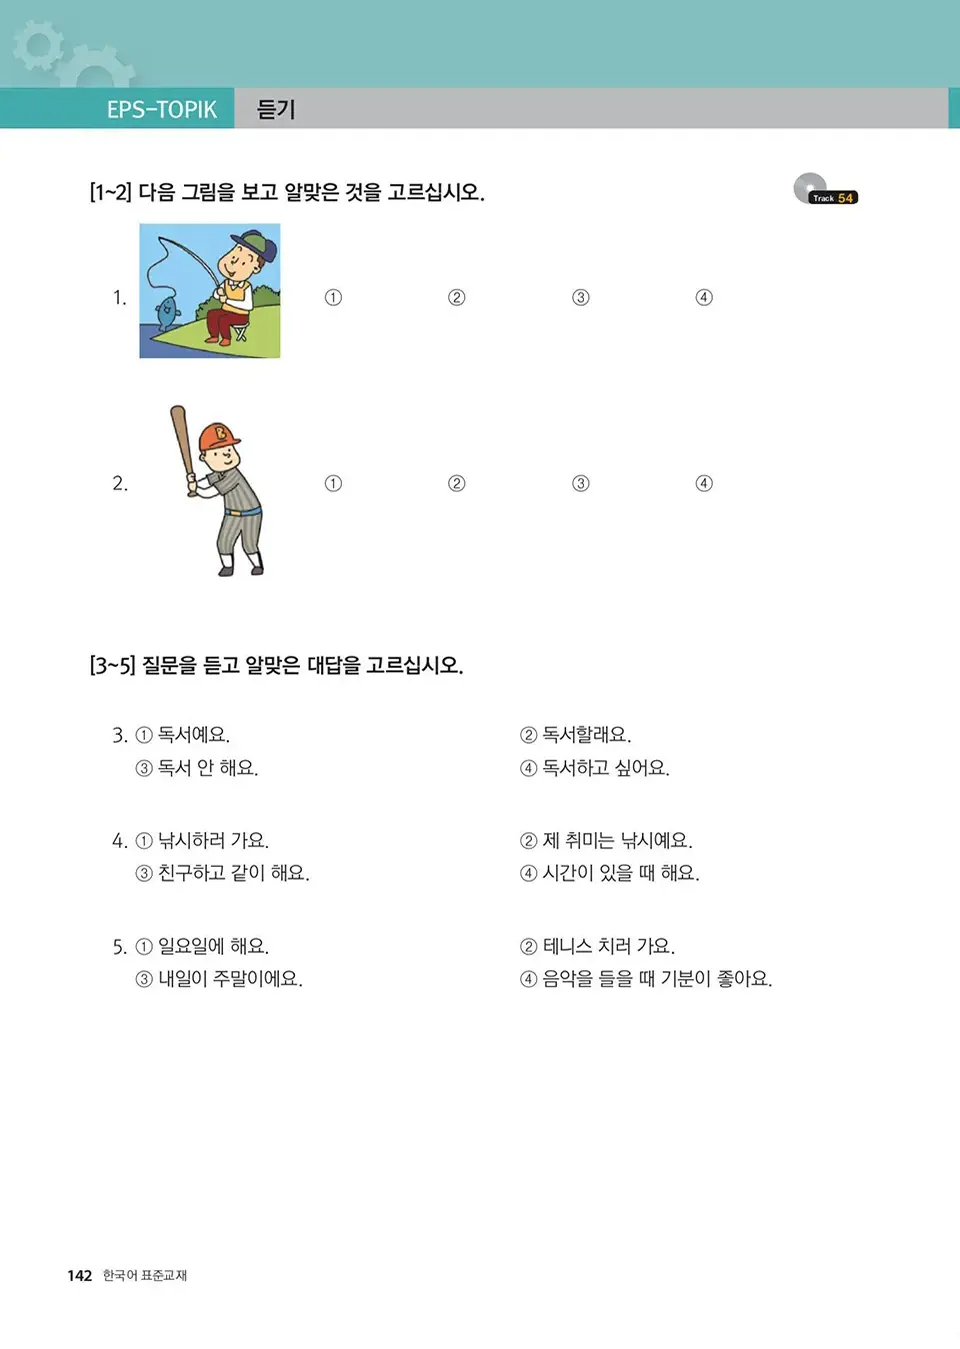 EPS-TOPIK 듣기
[1~2] 다음 그림을 보고 알맞은 것을 고르십시오.
Track 54
1. ① ② ③ ④
B
2. ① ② ③ ④
[3~5] 질문을 듣고 알맞은 대답을 고르십시오.
3. ① 독서예요. ② 독서할래요.
③ 독서 안 해요. ④ 독서하고 싶어요.
4. ① 낚시하러 가요. ② 제 취미는 낚시예요.
③ 친구하고 같이 해요. ④ 시간이 있을 때 해요.
5. ① 일요일에 해요. ② 테니스 치러 가요.
③ 내일이 주말이에요. ④ 음악을 들을 때 기분이 좋아요.
142 한국어 표준교재